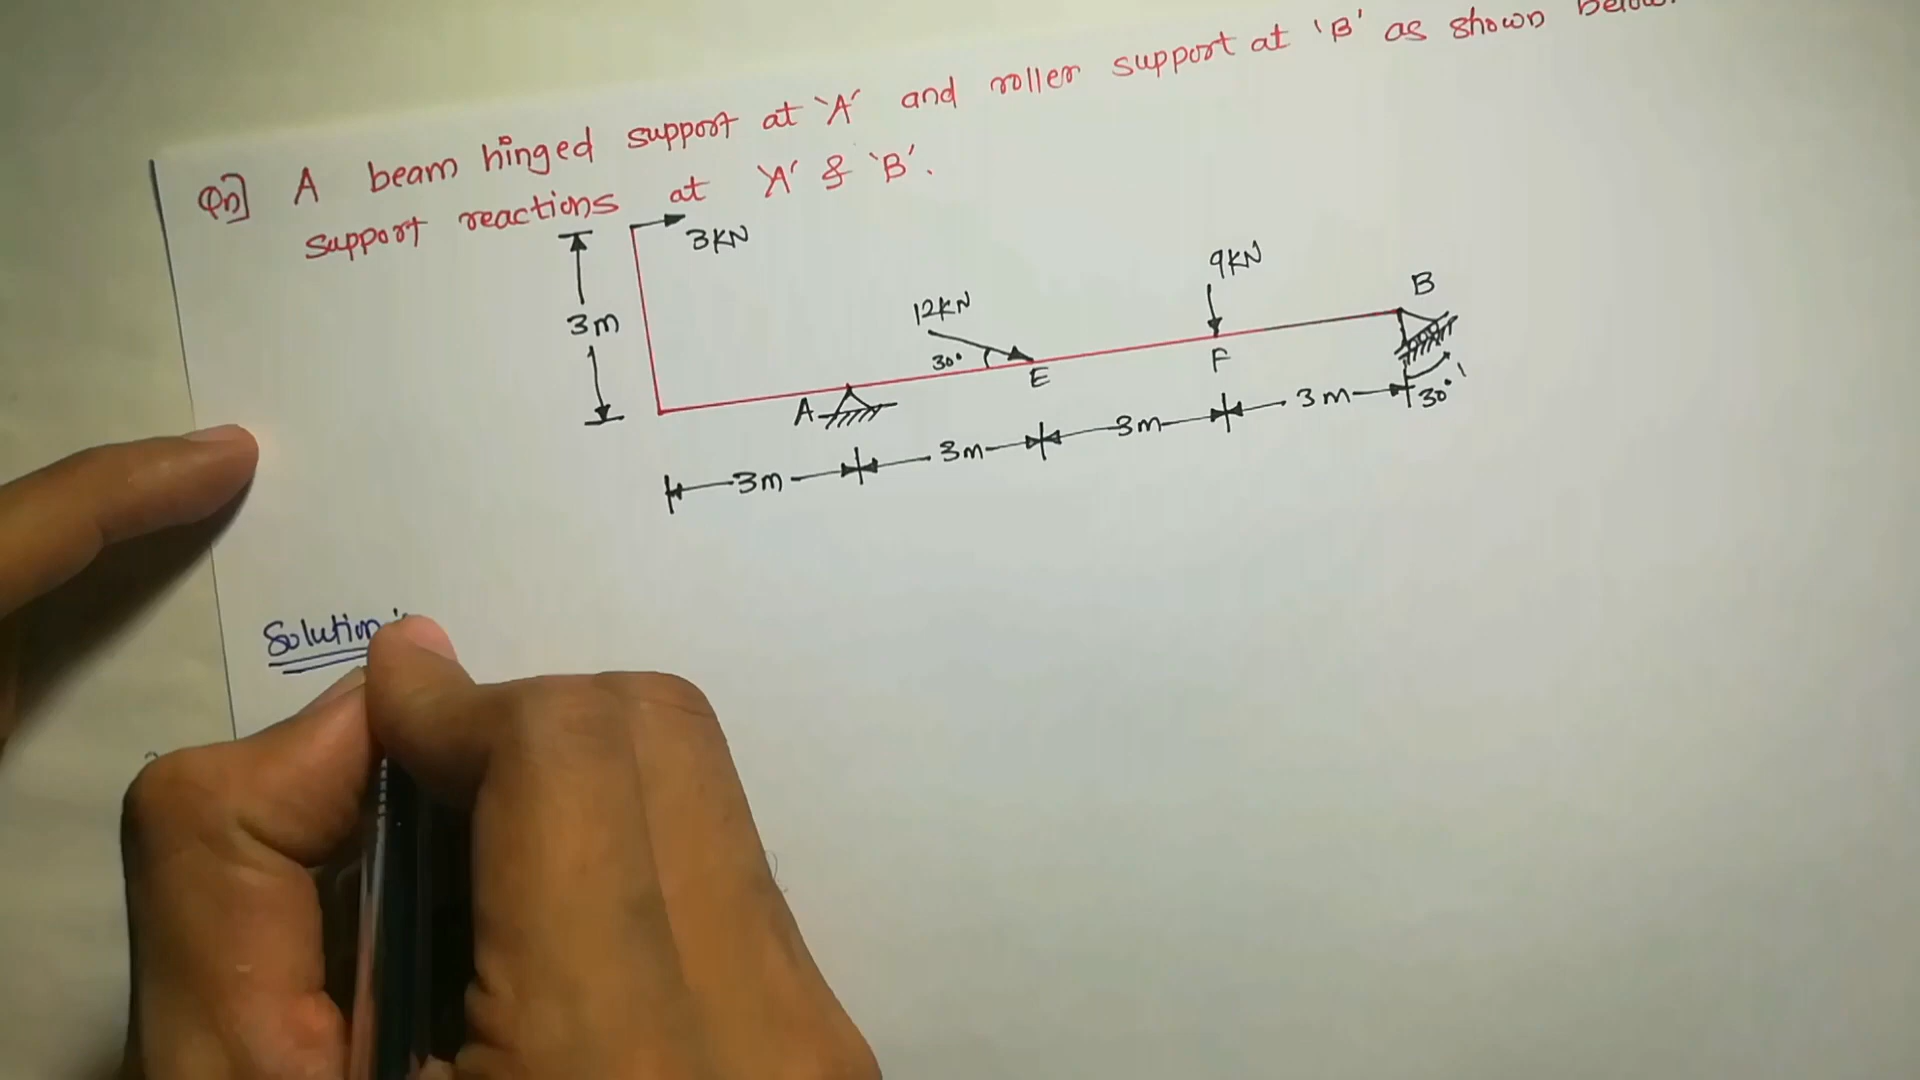 Qn] A beam hinged support at 'A' and roller support at 'B' as shown below.
support reactions at 'A' & 'B'.
3KN
3m
12KN
30°
9KN
B
A
E
F
30°
3m 3m 3m 3m
Solution: